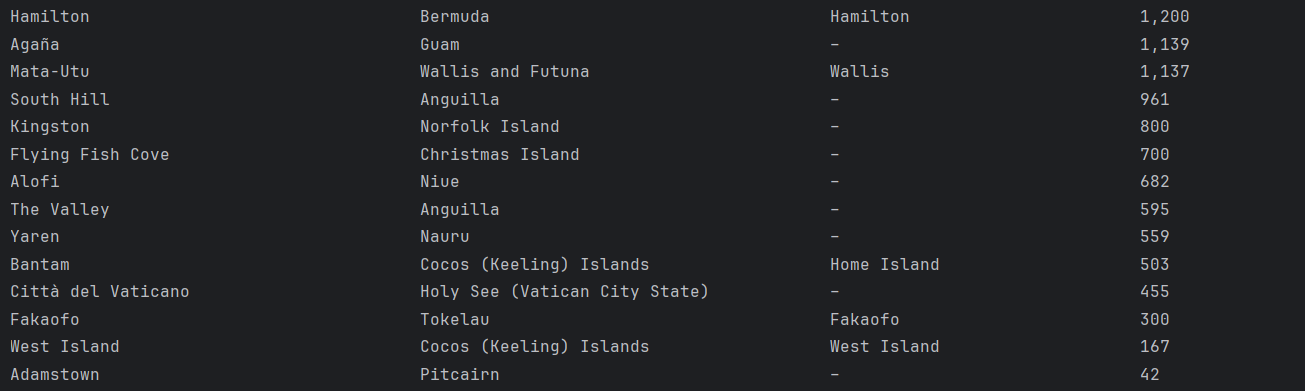 Hamilton Bermuda Hamilton 1,200
Agaña Guam – 1,139
Mata-Utu Wallis and Futuna Wallis 1,137
South Hill Anguilla – 961
Kingston Norfolk Island – 800
Flying Fish Cove Christmas Island – 700
Alofi Niue – 682
The Valley Anguilla – 595
Yaren Nauru – 559
Bantam Cocos (Keeling) Islands Home Island 503
Città del Vaticano Holy See (Vatican City State) – 455
Fakaofo Tokelau Fakaofo 300
West Island Cocos (Keeling) Islands West Island 167
Adamstown Pitcairn – 42